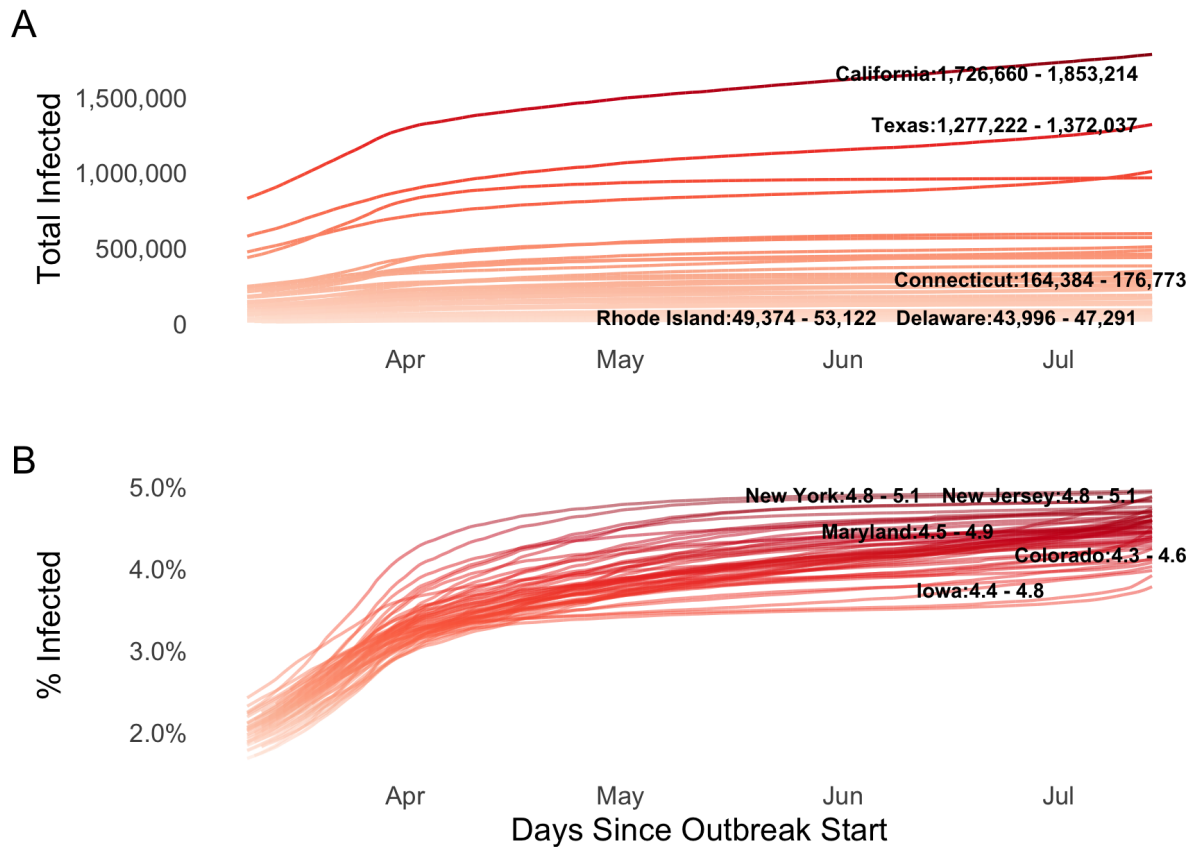 A
Total Infected
1,500,000
1,000,000
500,000
0
California:1,726,660 - 1,853,214
Texas:1,277,222 - 1,372,037
Connecticut:164,384 - 176,773
Rhode Island:49,374 - 53,122
Delaware:43,996 - 47,291
Apr
May
Jun
Jul
B
% Infected
5.0%
4.0%
3.0%
2.0%
New York:4.8 - 5.1
New Jersey:4.8 - 5.1
Maryland:4.5 - 4.9
Colorado:4.3 - 4.6
Iowa:4.4 - 4.8
Apr
May
Jun
Jul
Days Since Outbreak Start